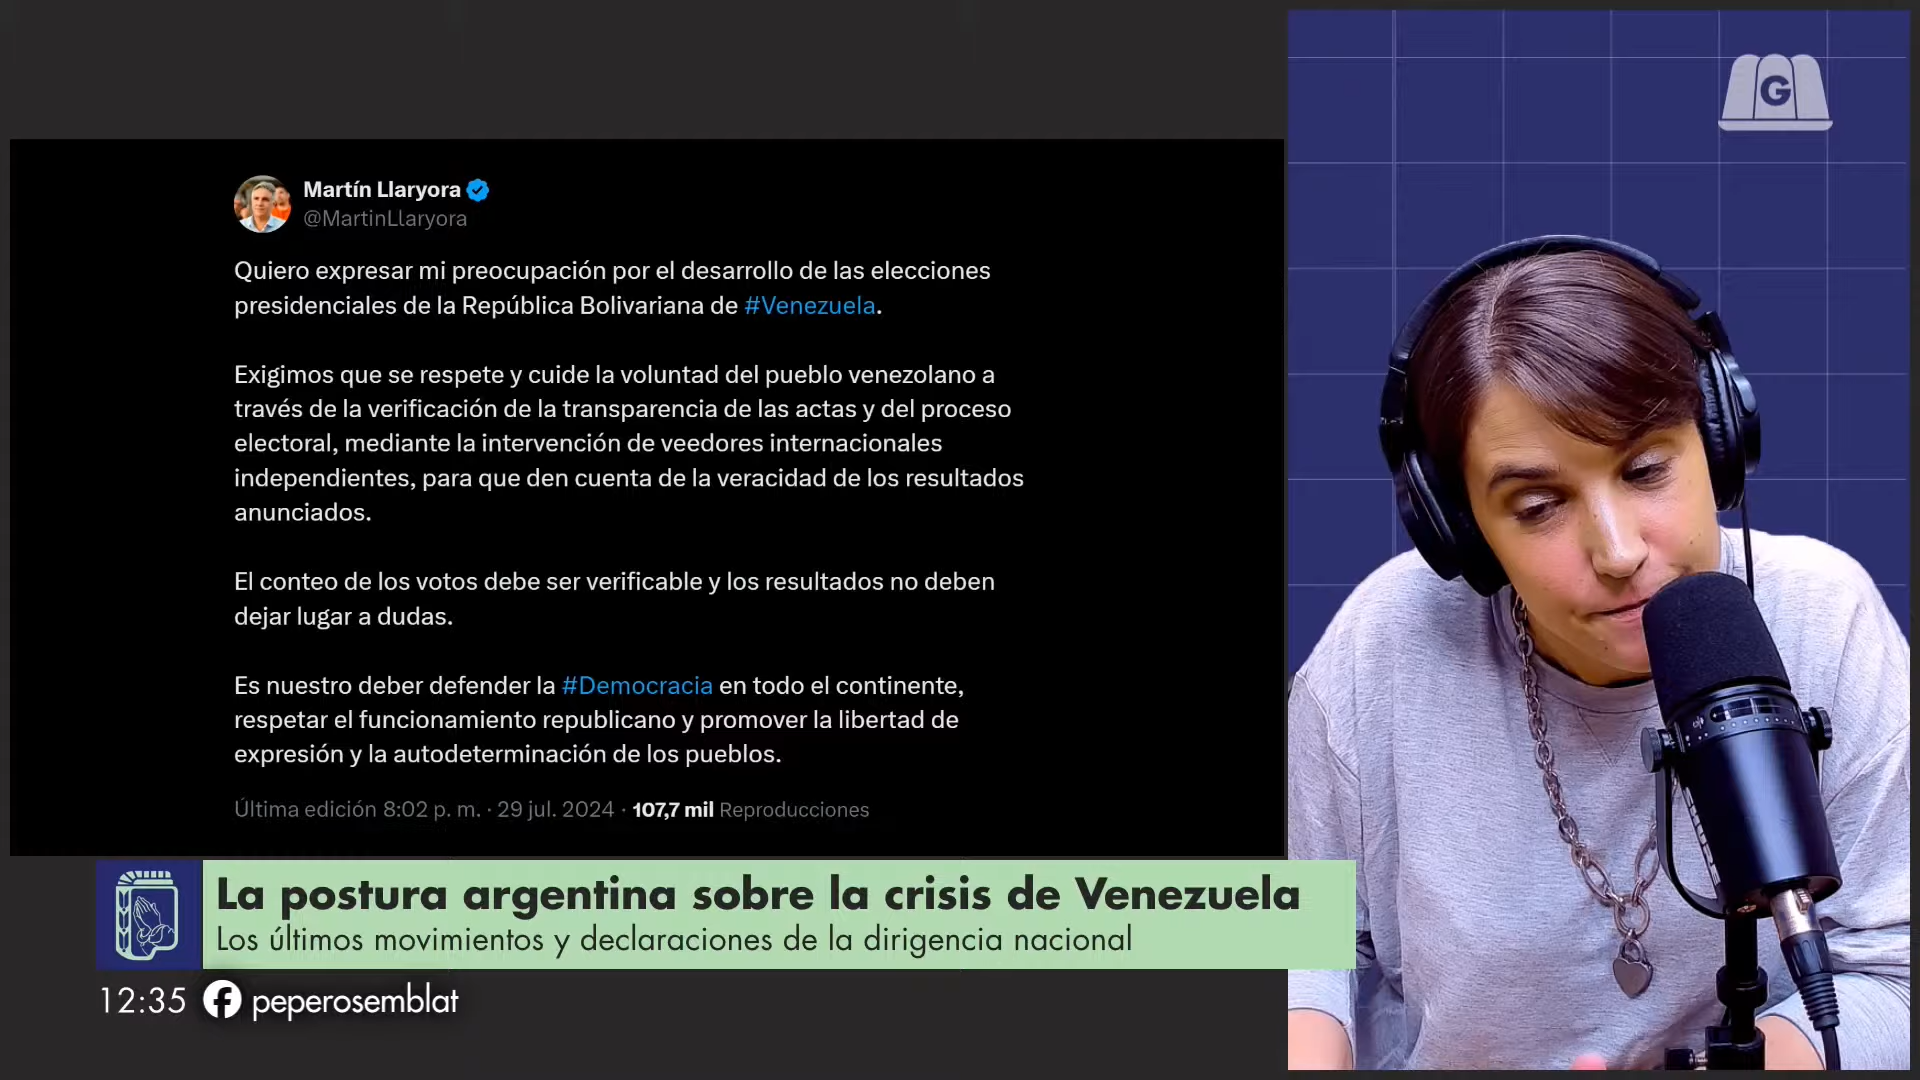 G
Martín Llaryora
@MartinLlaryora
Quiero expresar mi preocupación por el desarrollo de las elecciones
presidenciales de la República Bolivariana de #Venezuela.
Exigimos que se respete y cuide la voluntad del pueblo venezolano a
través de la verificación de la transparencia de las actas y del proceso
electoral, mediante la intervención de veedores internacionales
independientes, para que den cuenta de la veracidad de los resultados
anunciados.
El conteo de los votos debe ser verificable y los resultados no deben
dejar lugar a dudas.
Es nuestro deber defender la #Democracia en todo el continente,
respetar el funcionamiento republicano y promover la libertad de
expresión y la autodeterminación de los pueblos.
Última edición 8:02 p. m. · 29 jul. 2024 · 107,7 mil Reproducciones
SHURE
La postura argentina sobre la crisis de Venezuela
Los últimos movimientos y declaraciones de la dirigencia nacional
12:35 peperosemblat